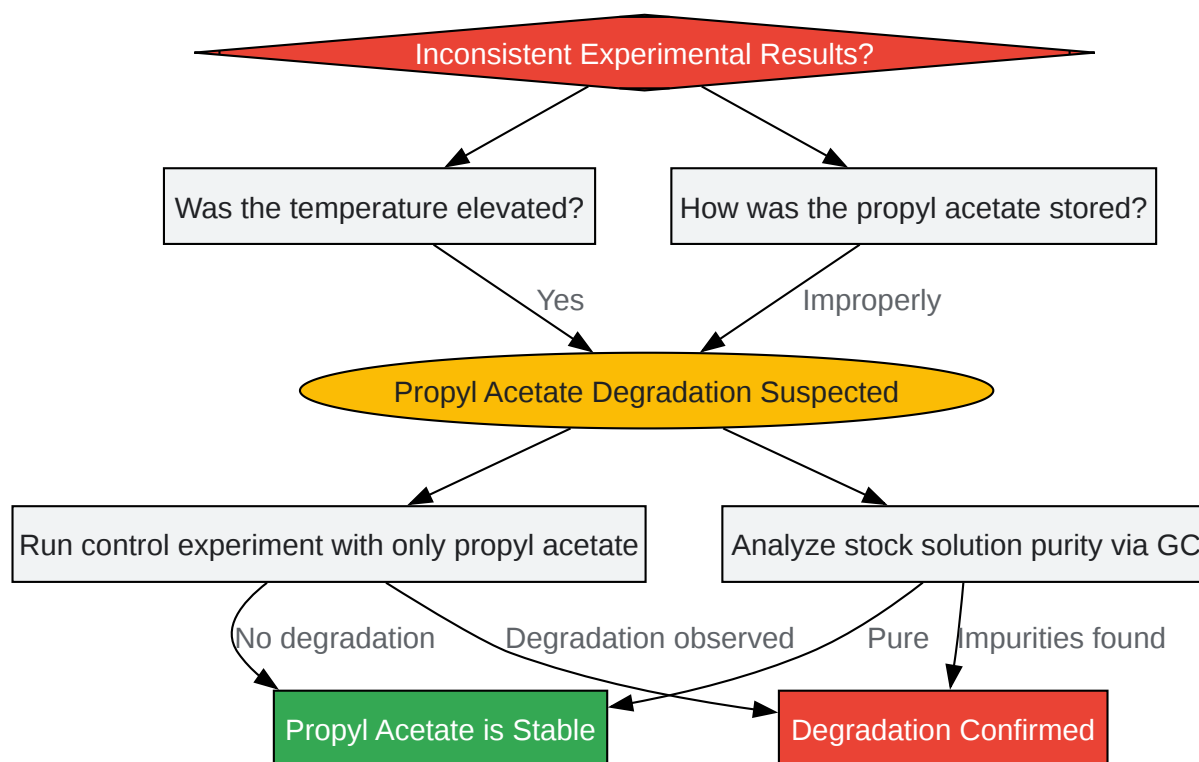 Inconsistent Experimental Results?
Was the temperature elevated?
How was the propyl acetate stored?
Yes
Improperly
Propyl Acetate Degradation Suspected
Run control experiment with only propyl acetate
Analyze stock solution purity via GC
No degradation
Degradation observed
Pure
Impurities found
Propyl Acetate is Stable
Degradation Confirmed